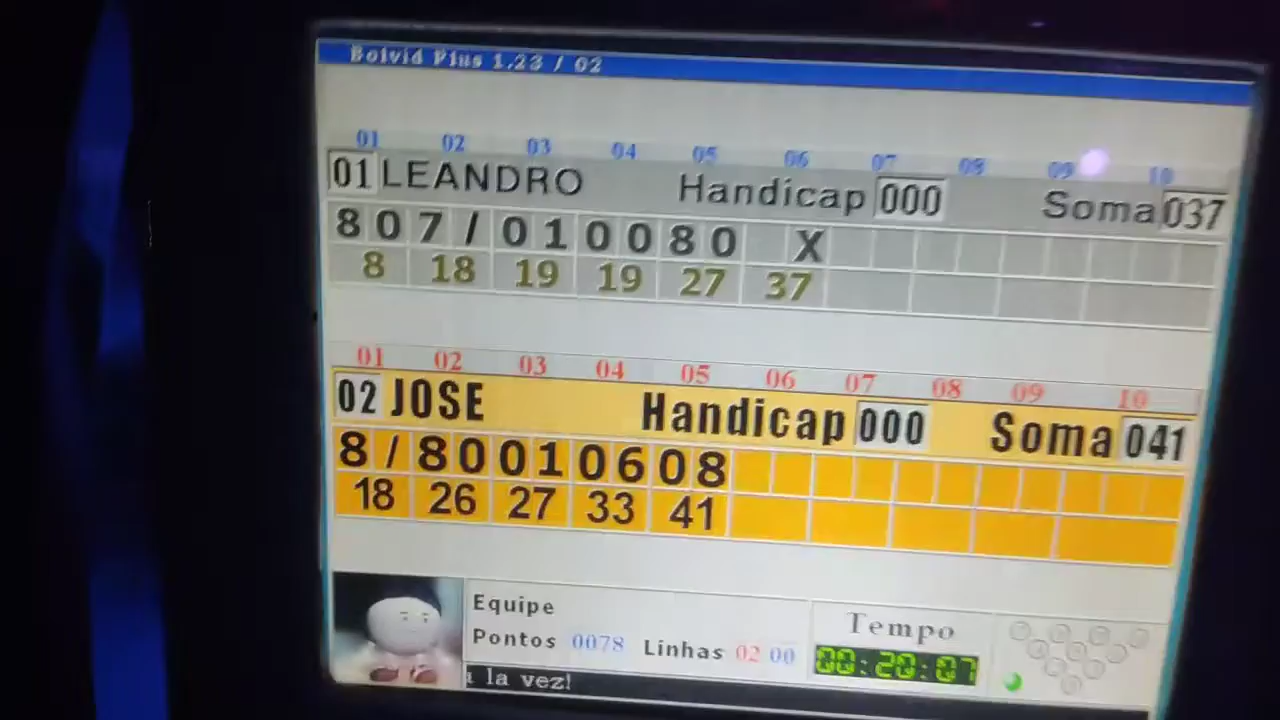 Bolvid Plus 1.23 / 02
01 02 03 04 05 06 07 08 09 10
01 LEANDRO Handicap 000 Soma 037
8 0 7 / 0 1 0 0 8 0 X
8 18 19 19 27 37
01 02 03 04 05 06 07 08 09 10
02 JOSE Handicap 000 Soma 041
8 / 8 0 0 1 0 6 0 8
18 26 27 33 41
Equipe
Pontos 0078 Linhas 02 00
Tempo
00:20:07
la vez!